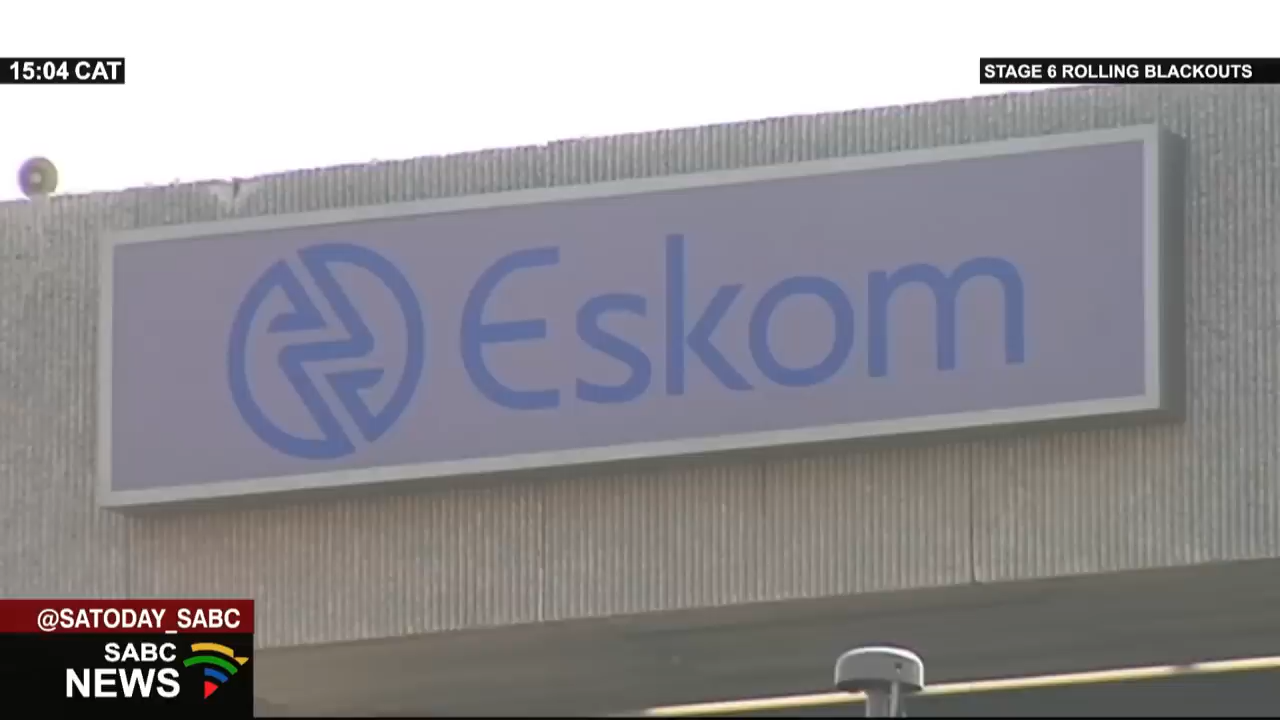 15:04 CAT
STAGE 6 ROLLING BLACKOUTS
Eskom
@SATODAY_SABC
SABC
NEWS